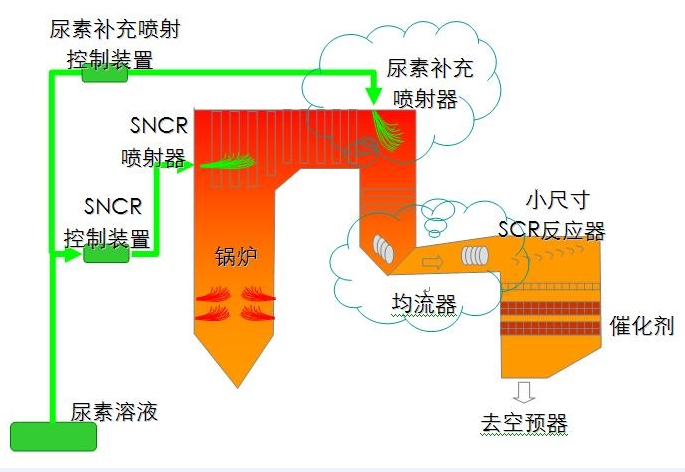 尿素补充喷射
控制装置
尿素补充
喷射器
SNCR
喷射器
SNCR
控制装置
小尺寸
SCR反应器
锅炉
均流器
催化剂
尿素溶液
去空预器